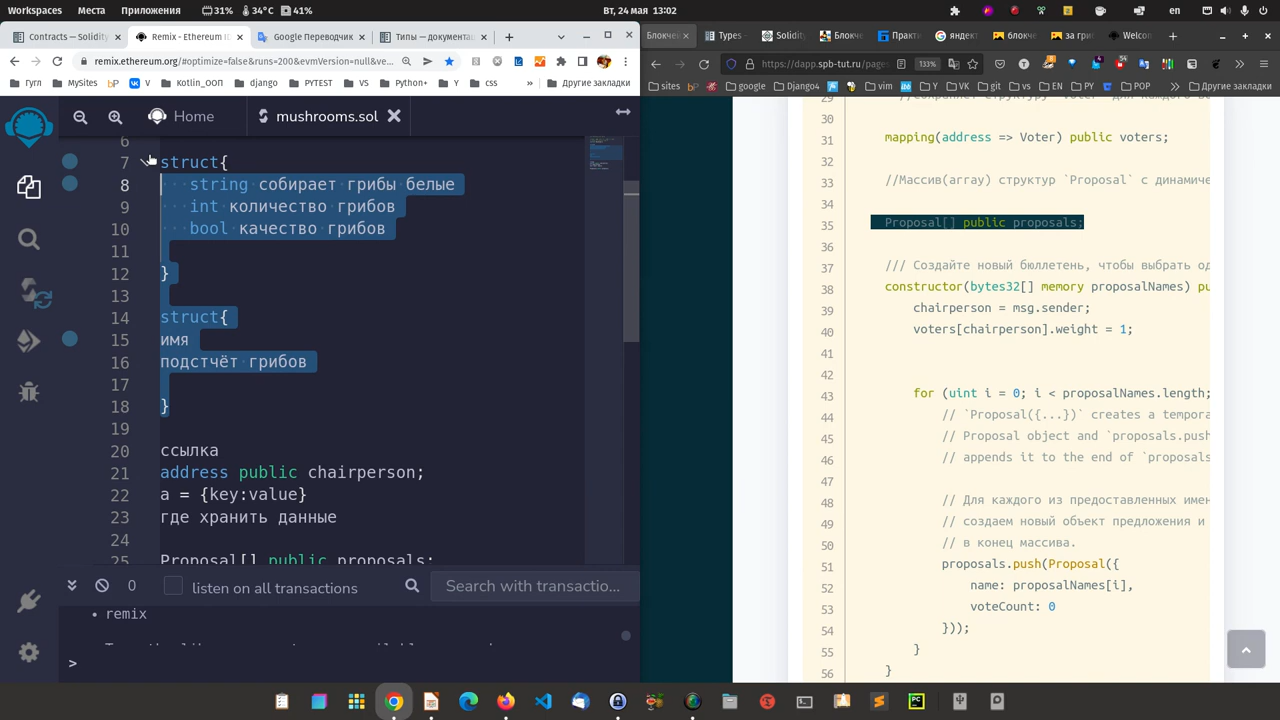 Workspaces Места Приложения 31% 34°C 41% Вт, 24 мая 13:02 en
Contracts — Solidity Remix - Ethereum ID Google Переводчик Типы — документац
remix.ethereum.org/#optimize=false&runs=200&evmVersion=null&ve...
Гугл MySites bP V Kotlin_ООП django PYTEST VS Python+ Y css » Другие закладки
Home mushrooms.sol
6
7 struct{
8 string собирает грибы белые
9 int количество грибов
10 bool качество грибов
11
12 }
13
14 struct{
15 имя
16 подстчёт грибов
17
18 }
19
20 ссылка
21 address public chairperson;
22 a = {key:value}
23 где хранить данные
24
25 Proposal[] public proposals;
0 listen on all transactions Search with transactio...
• remix
>
Блокчей Types - Solidity Блокче Практи яндекс Блокче за гриб Welcom
https://dapp.spb-tut.ru/pages 133%
sites bP google Django4 vim Y VK git vs EN PY POP » Другие закладки
29
30
31 mapping(address => Voter) public voters;
32
33 //Массив(array) структур `Proposal` с динамиче
34
35 Proposal[] public proposals;
36
37 /// Создайте новый бюллетень, чтобы выбрать од
38 constructor(bytes32[] memory proposalNames) pu
39 chairperson = msg.sender;
40 voters[chairperson].weight = 1;
41
42
43 for (uint i = 0; i < proposalNames.length;
44 // `Proposal({...})` creates a tempora
45 // Proposal object and `proposals.push
46 // appends it to the end of `proposals
47
48 // Для каждого из предоставленных имен
49 // создаем новый объект предложения и
50 // в конец массива.
51 proposals.push(Proposal({
52 name: proposalNames[i],
53 voteCount: 0
54 }));
55 }
56 }